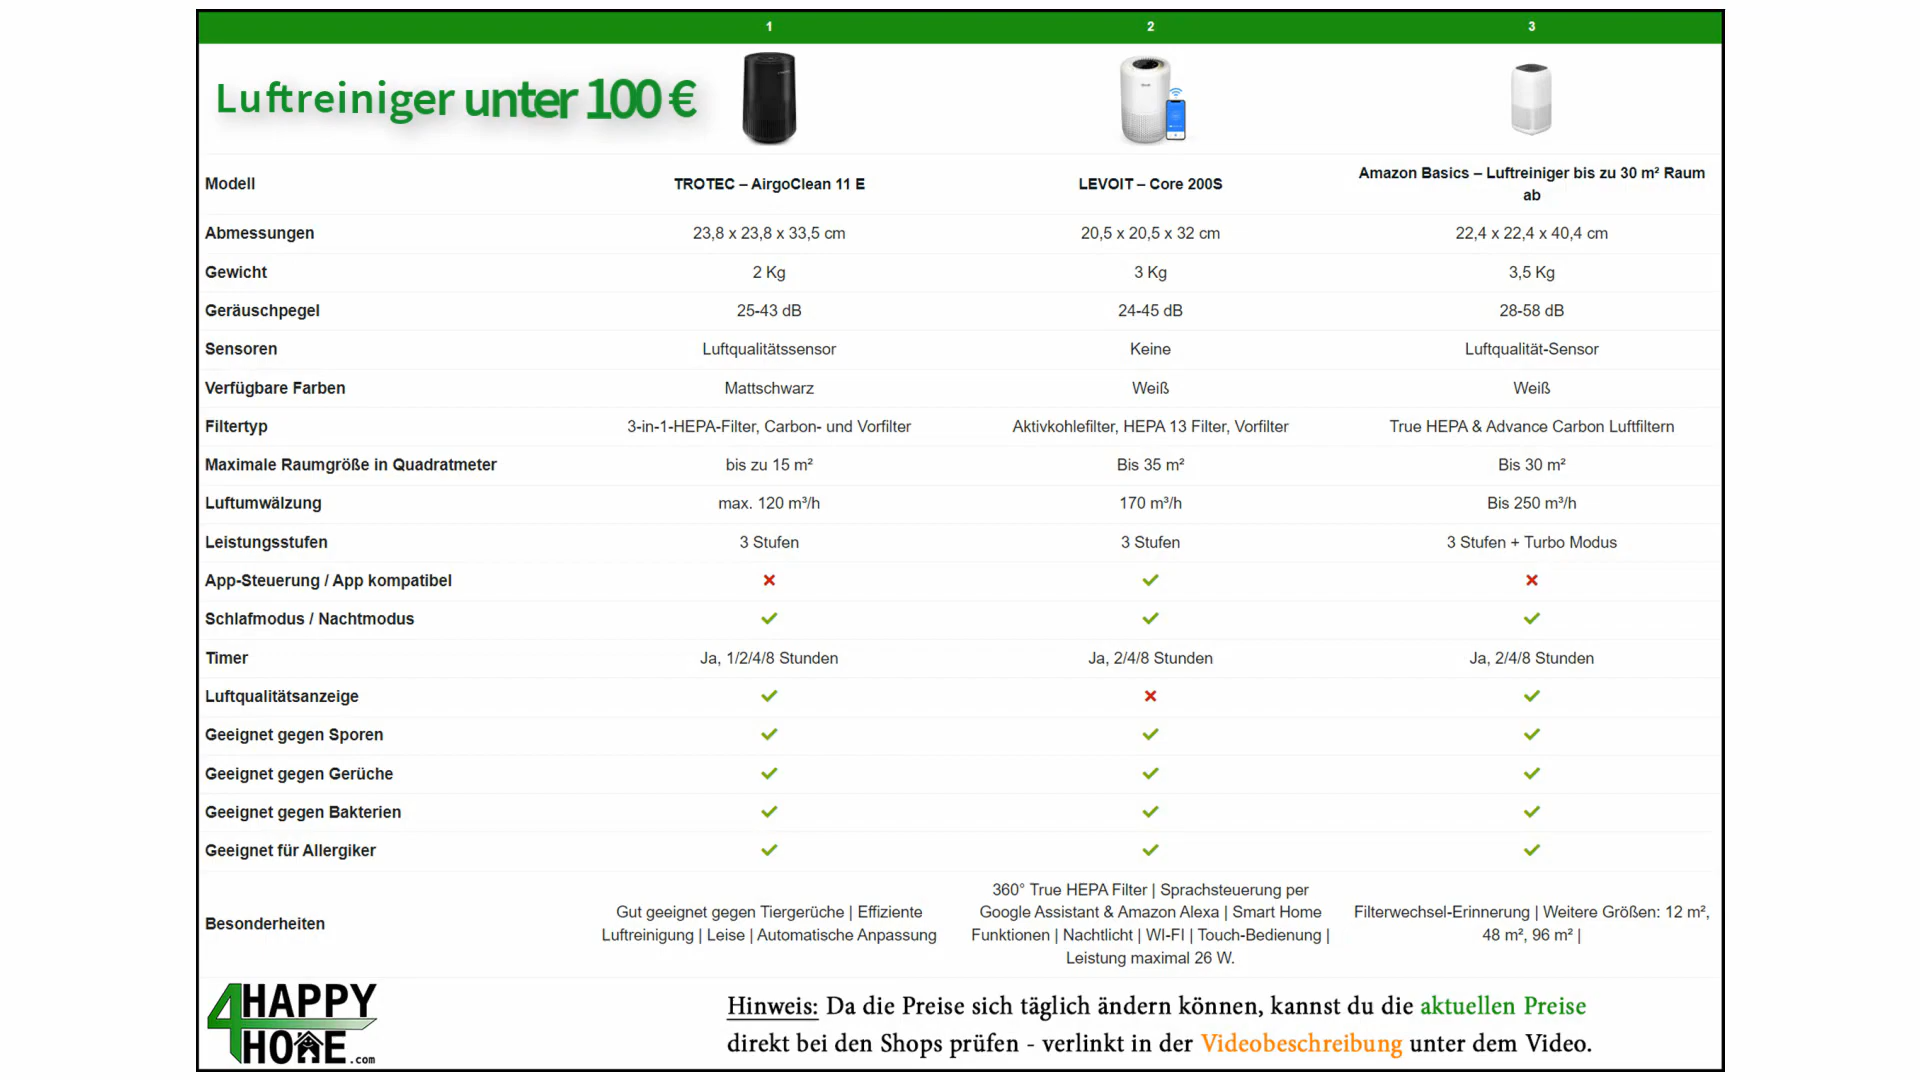 1 2 3
Luftreiniger unter 100 €
Modell TROTEC – AirgoClean 11 E LEVOIT – Core 200S Amazon Basics – Luftreiniger bis zu 30 m² Raum
ab
Abmessungen 23,8 x 23,8 x 33,5 cm 20,5 x 20,5 x 32 cm 22,4 x 22,4 x 40,4 cm
Gewicht 2 Kg 3 Kg 3,5 Kg
Geräuschpegel 25-43 dB 24-45 dB 28-58 dB
Sensoren Luftqualitätssensor Keine Luftqualität-Sensor
Verfügbare Farben Mattschwarz Weiß Weiß
Filtertyp 3-in-1-HEPA-Filter, Carbon- und Vorfilter Aktivkohlefilter, HEPA 13 Filter, Vorfilter True HEPA & Advance Carbon Luftfiltern
Maximale Raumgröße in Quadratmeter bis zu 15 m² Bis 35 m² Bis 30 m²
Luftumwälzung max. 120 m³/h 170 m³/h Bis 250 m³/h
Leistungsstufen 3 Stufen 3 Stufen 3 Stufen + Turbo Modus
App-Steuerung / App kompatibel
Schlafmodus / Nachtmodus
Timer Ja, 1/2/4/8 Stunden Ja, 2/4/8 Stunden Ja, 2/4/8 Stunden
Luftqualitätsanzeige
Geeignet gegen Sporen
Geeignet gegen Gerüche
Geeignet gegen Bakterien
Geeignet für Allergiker
Besonderheiten
Gut geeignet gegen Tiergerüche | Effiziente
Luftreinigung | Leise | Automatische Anpassung
360° True HEPA Filter | Sprachsteuerung per
Google Assistant & Amazon Alexa | Smart Home
Funktionen | Nachtlicht | WI-FI | Touch-Bedienung |
Leistung maximal 26 W.
Filterwechsel-Erinnerung | Weitere Größen: 12 m²,
48 m², 96 m² |
4HAPPY
HOME.com
Hinweis: Da die Preise sich täglich ändern können, kannst du die aktuellen Preise
direkt bei den Shops prüfen - verlinkt in der Videobeschreibung unter dem Video.